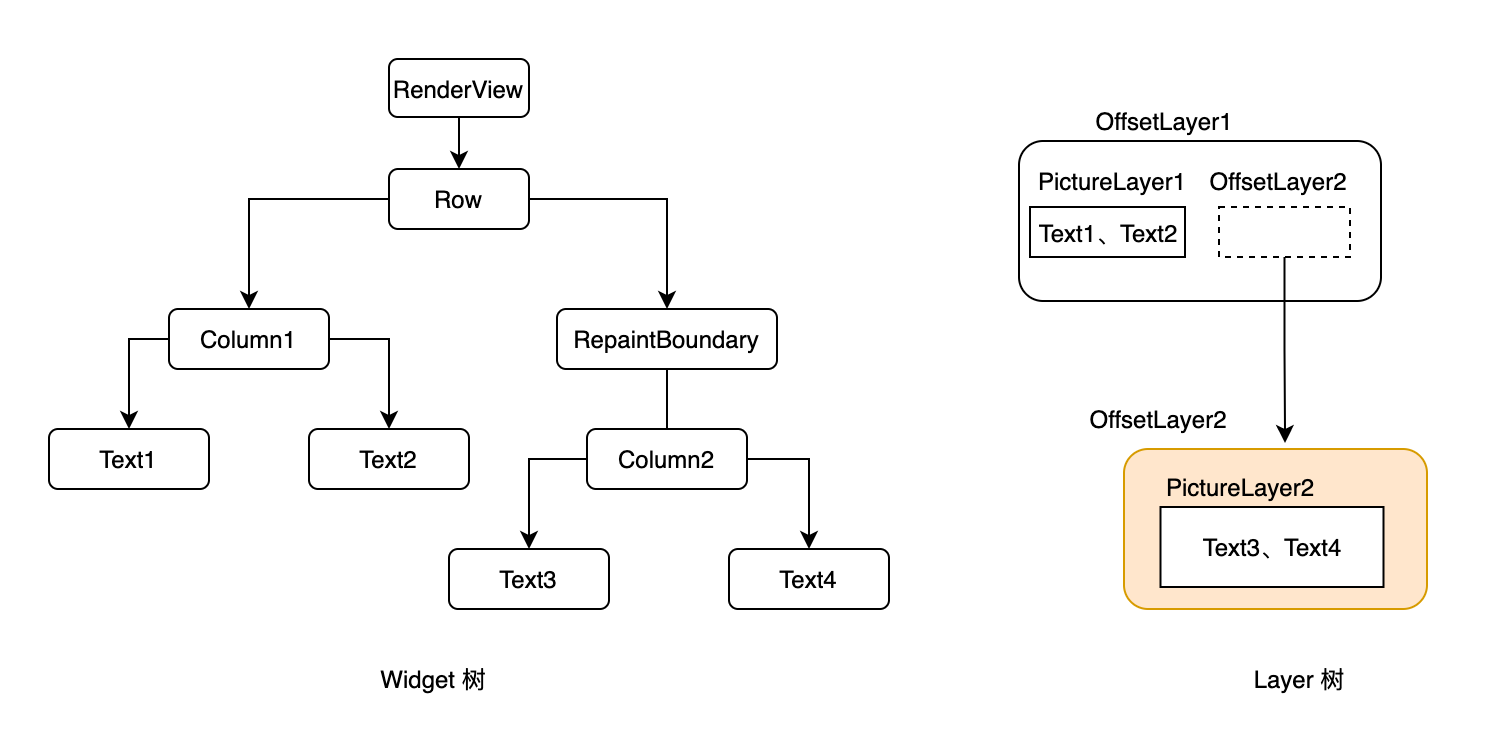 RenderView
Row
Column1
RepaintBoundary
Text1
Text2
Column2
Text3
Text4
Widget 树
OffsetLayer1
PictureLayer1
OffsetLayer2
Text1、Text2
OffsetLayer2
PictureLayer2
Text3、Text4
Layer 树